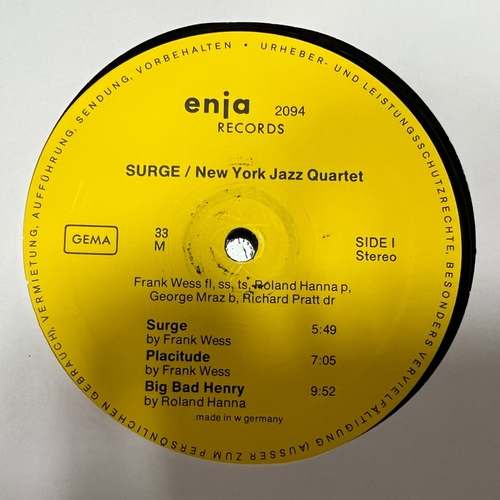 URHEBER- UND LEISTUNGSSCHUTZRECHTE, BESONDERS VERVIELFÄLTIGUNG (AUSSER ZUM PERSÖNLICHEN GEBRAUCH), VERMIETUNG, AUFFÜHRUNG, SENDUNG, VORBEHALTEN •
enja 2094
RECORDS
SURGE / New York Jazz Quartet
GEMA
33
M
SIDE I
Stereo
Frank Wess fl, ss, ts, Roland Hanna p,
George Mraz b, Richard Pratt dr
Surge 5:49
by Frank Wess
Placitude 7:05
by Frank Wess
Big Bad Henry 9:52
by Roland Hanna
made in w germany